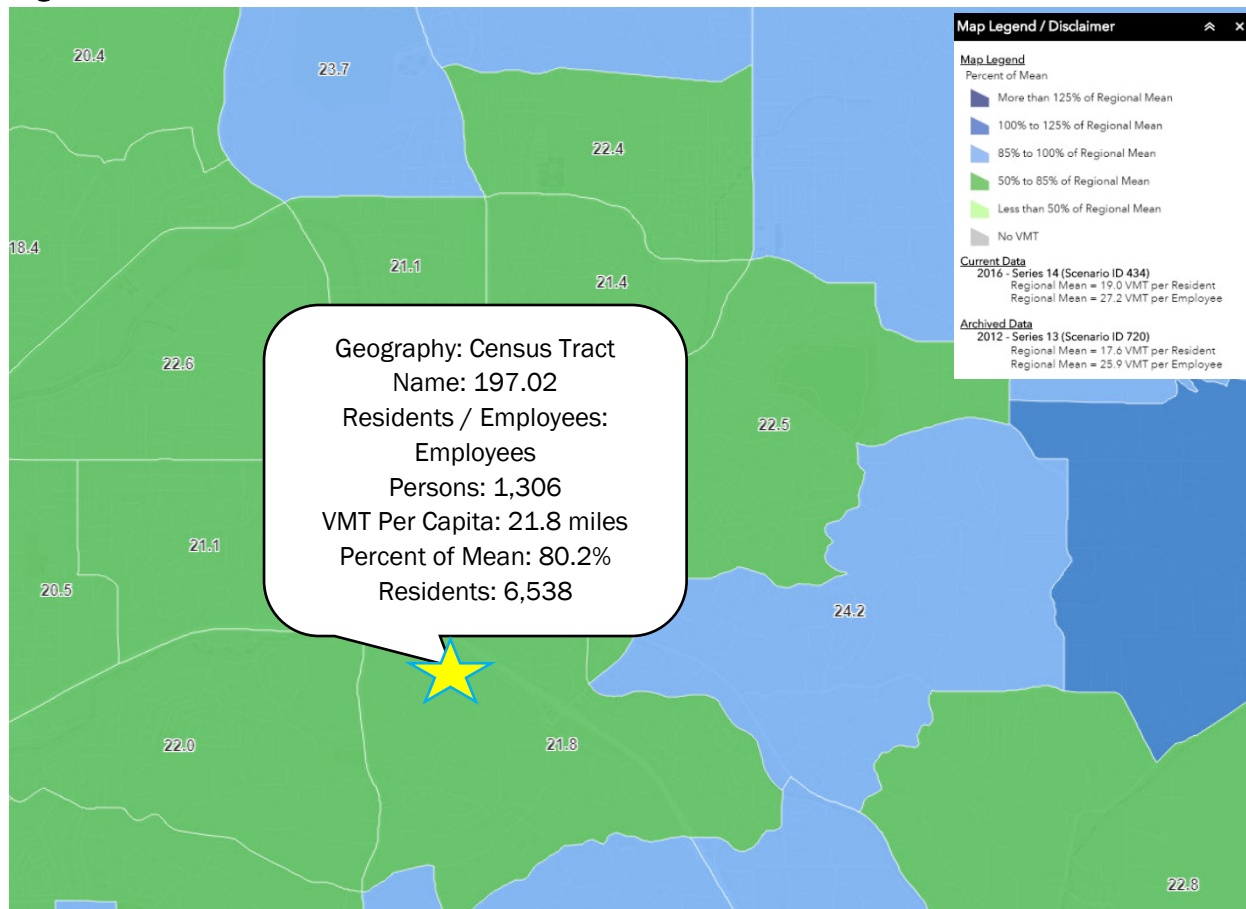 20.4
23.7
22.4
18.4
21.1
21.4
22.6
22.5
21.1
20.5
24.2
22.0
21.8
22.8
Geography: Census Tract
Name: 197.02
Residents / Employees:
Employees
Persons: 1,306
VMT Per Capita: 21.8 miles
Percent of Mean: 80.2%
Residents: 6,538
Map Legend / Disclaimer
Map Legend
Percent of Mean
More than 125% of Regional Mean
100% to 125% of Regional Mean
85% to 100% of Regional Mean
50% to 85% of Regional Mean
Less than 50% of Regional Mean
No VMT
Current Data
2016 - Series 14 (Scenario ID 434)
Regional Mean = 19.0 VMT per Resident
Regional Mean = 27.2 VMT per Employee
Archived Data
2012 - Series 13 (Scenario ID 720)
Regional Mean = 17.6 VMT per Resident
Regional Mean = 25.9 VMT per Employee